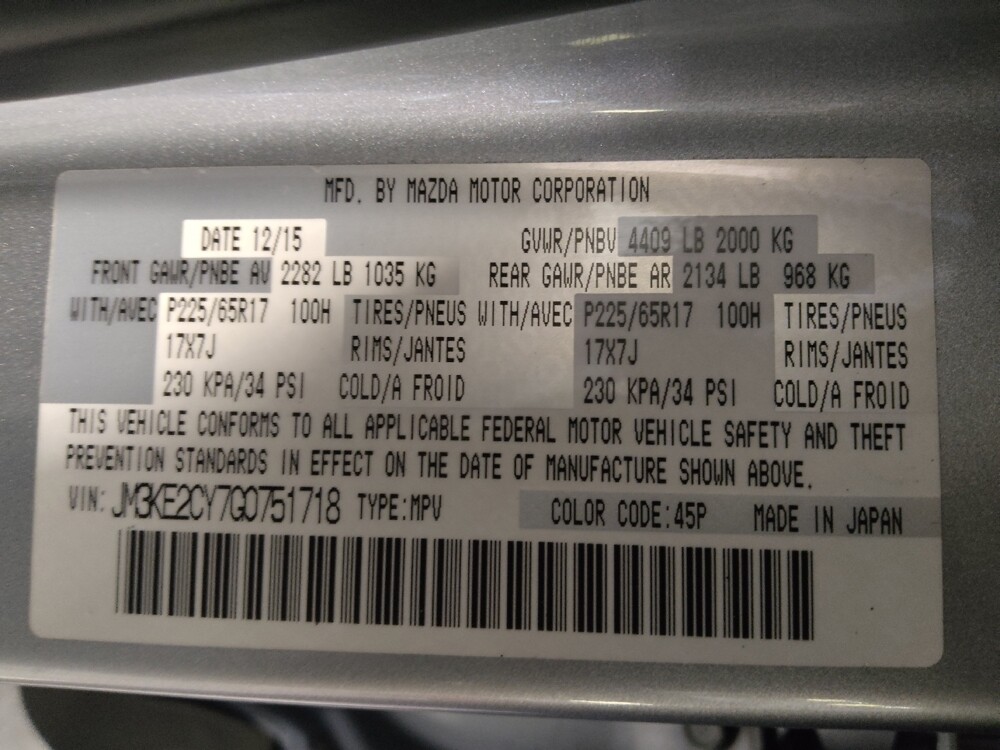 MFD. BY MAZDA MOTOR CORPORATION
DATE 12/15 GVWR/PNBV 4409 LB 2000 KG
FRONT GAWR/PNBE AV 2282 LB 1035 KG REAR GAWR/PNBE AR 2134 LB 968 KG
WITH/AVEC P225/65R17 100H TIRES/PNEUS WITH/AVEC P225/65R17 100H TIRES/PNEUS
17X7J RIMS/JANTES 17X7J RIMS/JANTES
230 KPA/34 PSI COLD/A FROID 230 KPA/34 PSI COLD/A FROID
THIS VEHICLE CONFORMS TO ALL APPLICABLE FEDERAL MOTOR VEHICLE SAFETY AND THEFT
PREVENTION STANDARDS IN EFFECT ON THE DATE OF MANUFACTURE SHOWN ABOVE.
VIN: JM3KE2CY7G0751718 TYPE:MPV COLOR CODE:45P MADE IN JAPAN